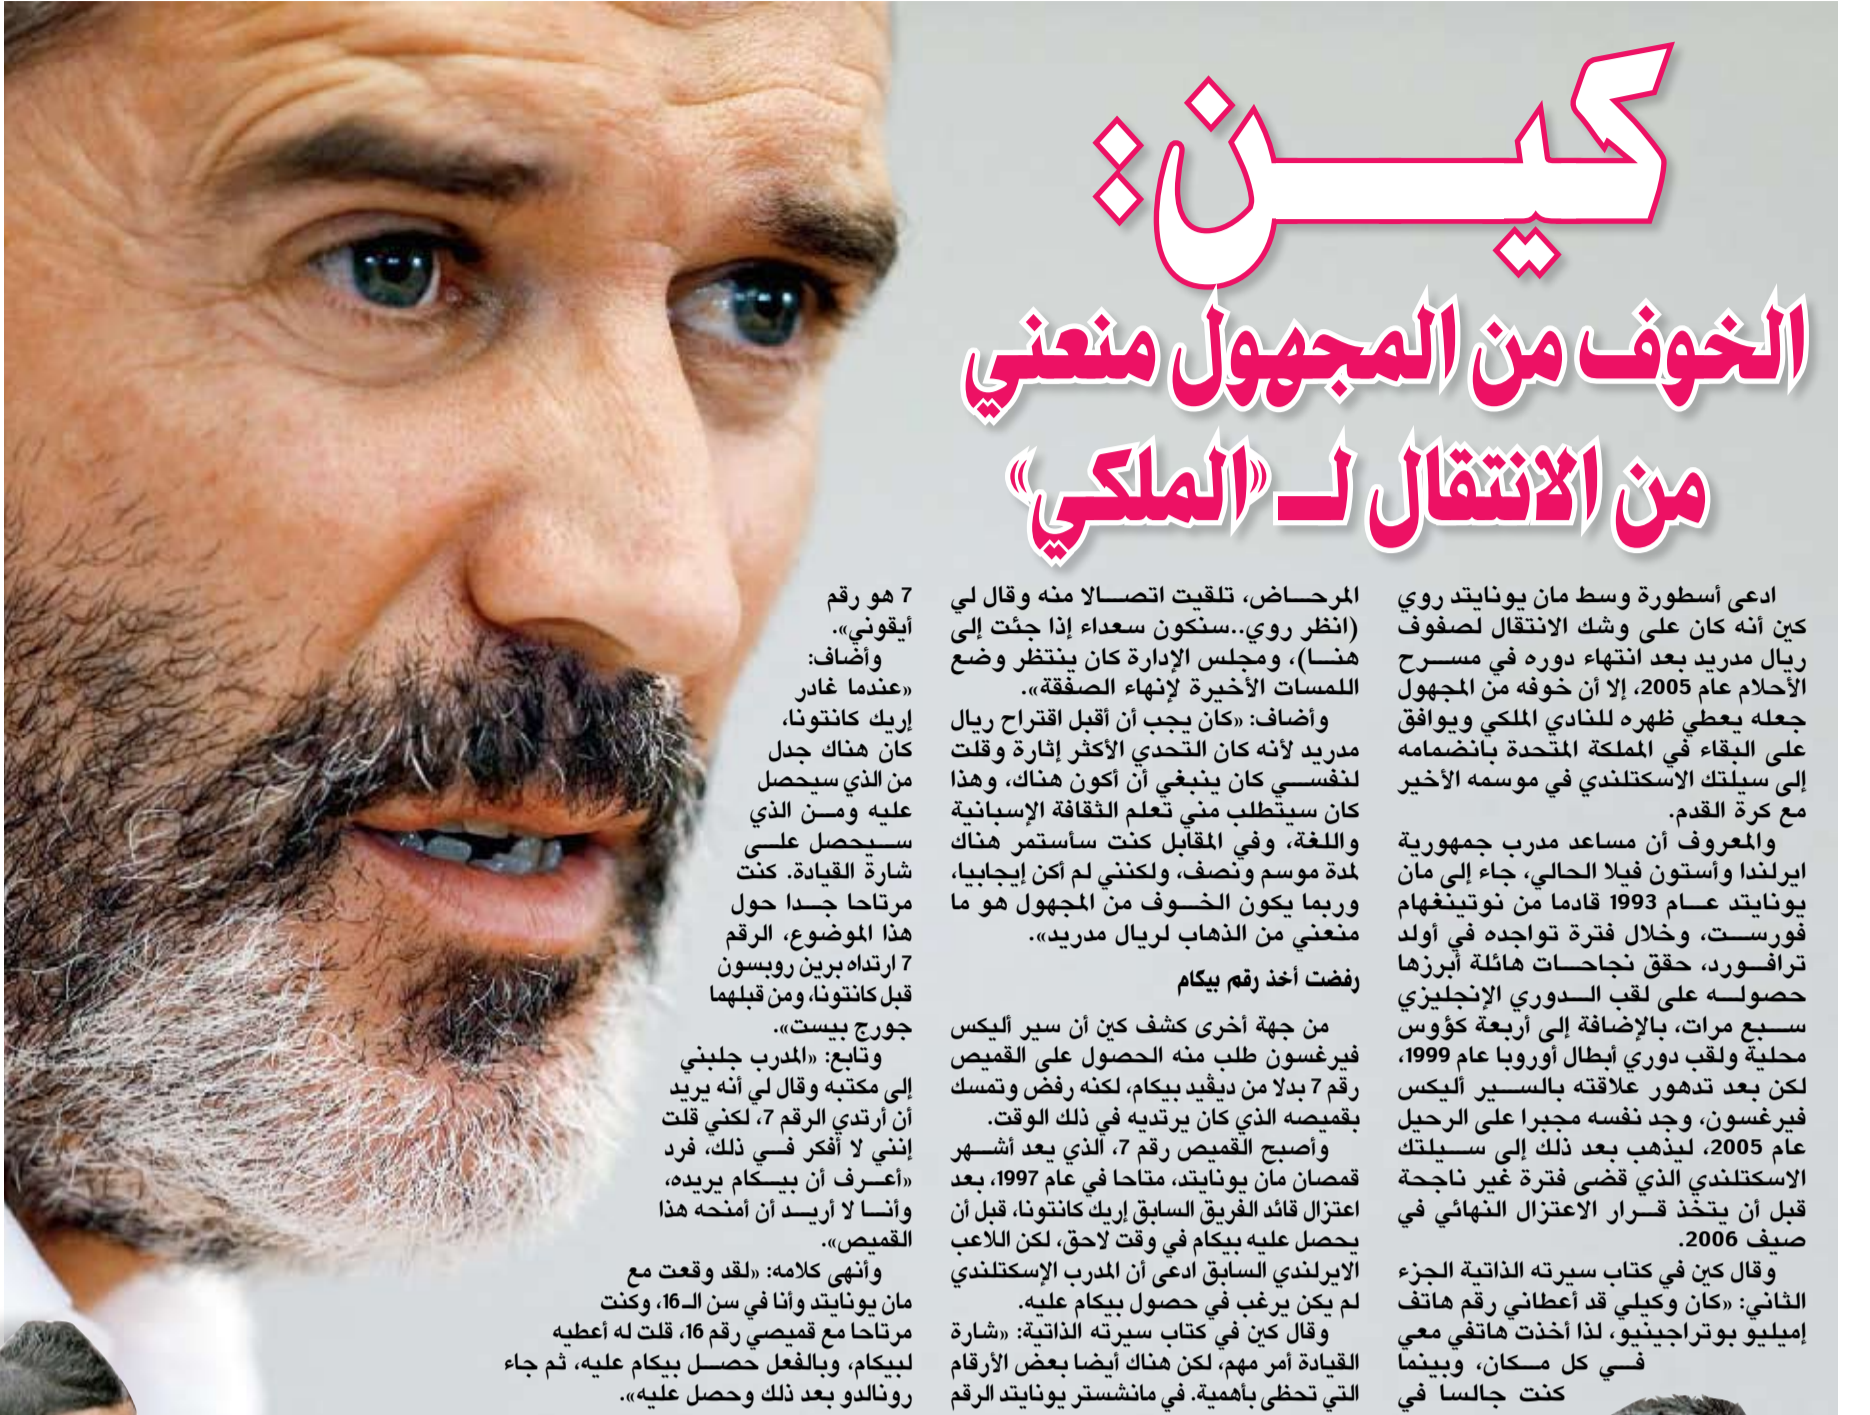 كين:
الخوف من المجهول منعني
من الانتقال لـ «الملكي»
ادعى أسطورة وسط مان يونايتد روي
كين أنه كان على وشك الانتقال لصفوف
ريال مدريد بعد انتهاء دوره في مسرح
الأحلام عام 2005، إلا أن خوفه من المجهول
جعله يعطي ظهره للنادي الملكي ويوافق
على البقاء في المملكة المتحدة بانضمامه
إلى سيلتك الاسكتلندي في موسمه الأخير
مع كرة القدم.
والمعروف أن مساعد مدرب جمهورية
ايرلندا وأستون فيلا الحالي، جاء إلى مان
يونايتد عام 1993 قادما من نوتينغهام
فورست، وخلال فترة تواجده في أولد
ترافورد، حقق نجاحات هائلة أبرزها
حصوله على لقب الدوري الإنجليزي
سبع مرات، بالإضافة إلى أربعة كؤوس
محلية ولقب دوري أبطال أوروبا عام 1999،
لكن بعد تدهور علاقته بالسير أليكس
فيرغسون، وجد نفسه مجبرا على الرحيل
عام 2005، ليذهب بعد ذلك إلى سيلتك
الاسكتلندي الذي قضى فترة غير ناجحة
قبل أن يتخذ قرار الاعتزال النهائي في
صيف 2006.
وقال كين في كتاب سيرته الذاتية الجزء
الثاني: «كان وكيلي قد أعطاني رقم هاتف
إميليو بوتراجينيو، لذا أخذت هاتفي معي
في كل مكان، وبينما
كنت جالسا في
المرحاض، تلقيت اتصالا منه وقال لي
(انظر روي..سنكون سعداء إذا جئت إلى
هنا)، ومجلس الإدارة كان ينتظر وضع
اللمسات الأخيرة لإنهاء الصفقة».
وأضاف: «كان يجب أن أقبل اقتراح ريال
مدريد لأنه كان التحدي الأكثر إثارة وقلت
لنفسي كان ينبغي أن أكون هناك، وهذا
كان سيتطلب مني تعلم الثقافة الإسبانية
واللغة، وفي المقابل كنت سأستمر هناك
لمدة موسم ونصف، ولكنني لم أكن إيجابيا،
وربما يكون الخوف من المجهول هو ما
منعني من الذهاب لريال مدريد».
رفضت أخذ رقم بيكام
من جهة أخرى كشف كين أن سير أليكس
فيرغسون طلب منه الحصول على القميص
رقم 7 بدلا من ديڤيد بيكام، لكنه رفض وتمسك
بقميصه الذي كان يرتديه في ذلك الوقت.
وأصبح القميص رقم 7، الذي يعد أشهر
قمصان مان يونايتد، متاحا في عام 1997، بعد
اعتزال قائد الفريق السابق إريك كانتونا، قبل أن
يحصل عليه بيكام في وقت لاحق، لكن اللاعب
الايرلندي السابق ادعى أن المدرب الإسكتلندي
لم يكن يرغب في حصول بيكام عليه.
وقال كين في كتاب سيرته الذاتية: «شارة
القيادة أمر مهم، لكن هناك أيضا بعض الأرقام
التي تحظى بأهمية. في مانشستر يونايتد الرقم
7 هو رقم
أيقوني».
وأضاف:
«عندما غادر
إريك كانتونا،
كان هناك جدل
من الذي سيحصل
عليه ومن الذي
سيحصل على
شارة القيادة. كنت
مرتاحا جدا حول
هذا الموضوع، الرقم
7 ارتداه برين روبسون
قبل كانتونا، ومن قبلهما
جورج بيست».
وتابع: «المدرب جلبني
إلى مكتبه وقال لي أنه يريد
أن أرتدي الرقم 7، لكني قلت
إنني لا أفكر في ذلك، فرد
«أعرف أن بيكام يريده،
وأنا لا أريد أن أمنحه هذا
القميص».
وأنهى كلامه: «لقد وقعت مع
مان يونايتد وأنا في سن الـ 16، وكنت
مرتاحا مع قميصي رقم 16، قلت له أعطيه
لبيكام، وبالفعل حصل بيكام عليه، ثم جاء
رونالدو بعد ذلك وحصل عليه».